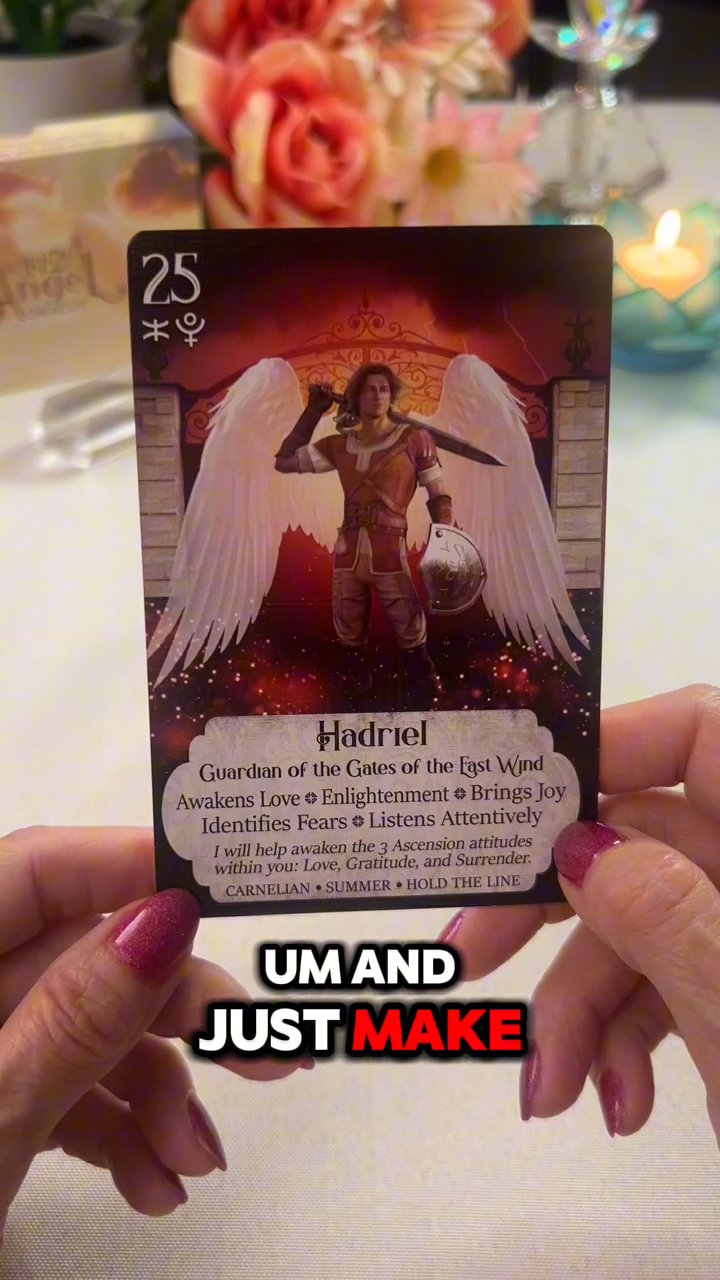 Angel
25
Hadriel
Guardian of the Gates of the East Wind
Awakens Love ✤ Enlightenment ✤ Brings Joy
Identifies Fears ✤ Listens Attentively
I will help awaken the 3 Ascension attitudes
within you: Love, Gratitude, and Surrender.
CARNELIAN • SUMMER • HOLD THE LINE
UM AND
JUST MAKE